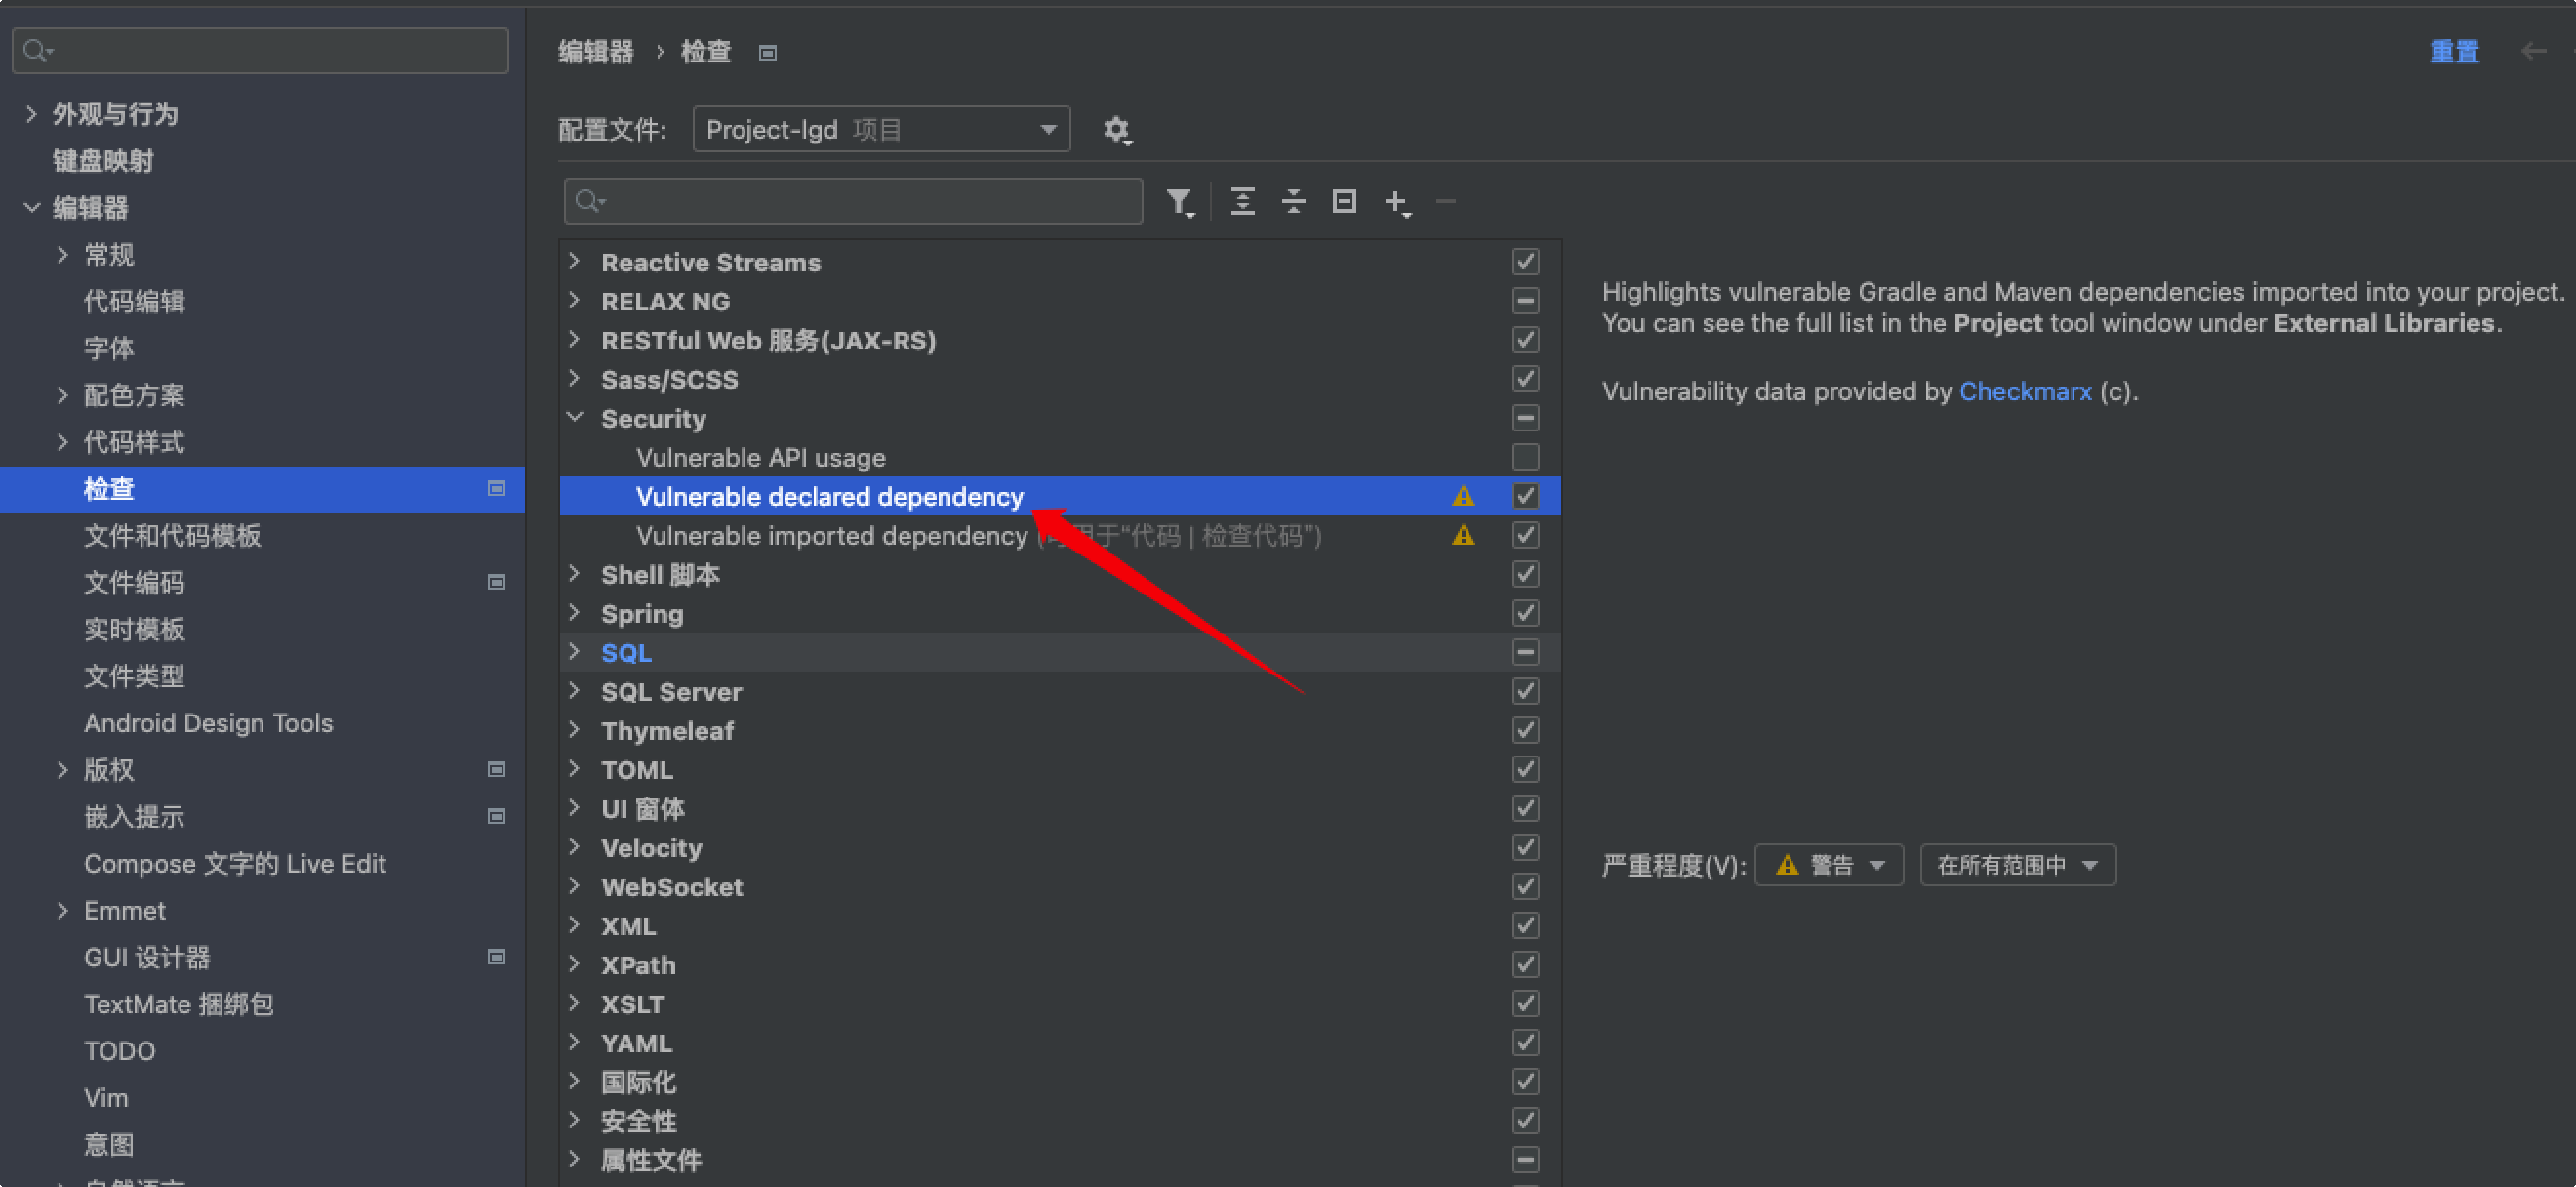 编辑器 › 检查
重置
外观与行为
键盘映射
编辑器
常规
代码编辑
字体
配色方案
代码样式
检查
文件和代码模板
文件编码
实时模板
文件类型
Android Design Tools
版权
嵌入提示
Compose 文字的 Live Edit
Emmet
GUI 设计器
TextMate 捆绑包
TODO
Vim
意图
自然语言
配置文件: Project-lgd 项目
Reactive Streams
RELAX NG
RESTful Web 服务(JAX-RS)
Sass/SCSS
Security
Vulnerable API usage
Vulnerable declared dependency
Vulnerable imported dependency (可用于“代码 | 检查代码”)
Shell 脚本
Spring
SQL
SQL Server
Thymeleaf
TOML
UI 窗体
Velocity
WebSocket
XML
XPath
XSLT
YAML
国际化
安全性
属性文件
Highlights vulnerable Gradle and Maven dependencies imported into your project.
You can see the full list in the Project tool window under External Libraries.
Vulnerability data provided by Checkmarx (c).
严重程度(V): 警告 在所有范围中